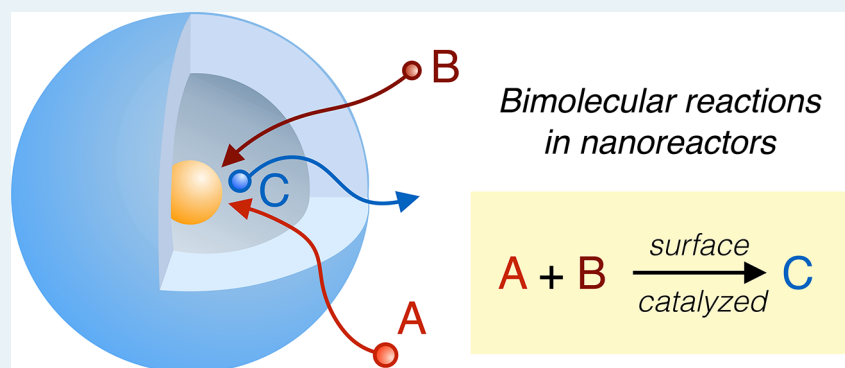 B
C
A
Bimolecular reactions
in nanoreactors
surface
A + B C
catalyzed